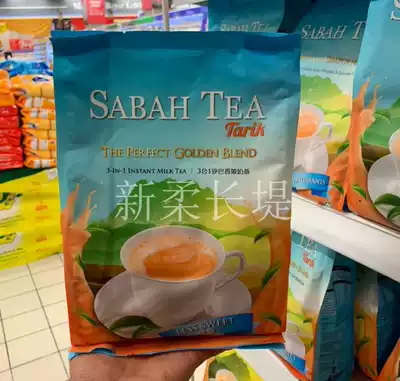 SABAH TEA
Tarik
THE PERFECT GOLDEN BLEND
3-IN-1 INSTANT MILK TEA | 3合1沙巴香浓奶茶
新柔长堤
LESS SWEET
SABAH TEA
Tarik